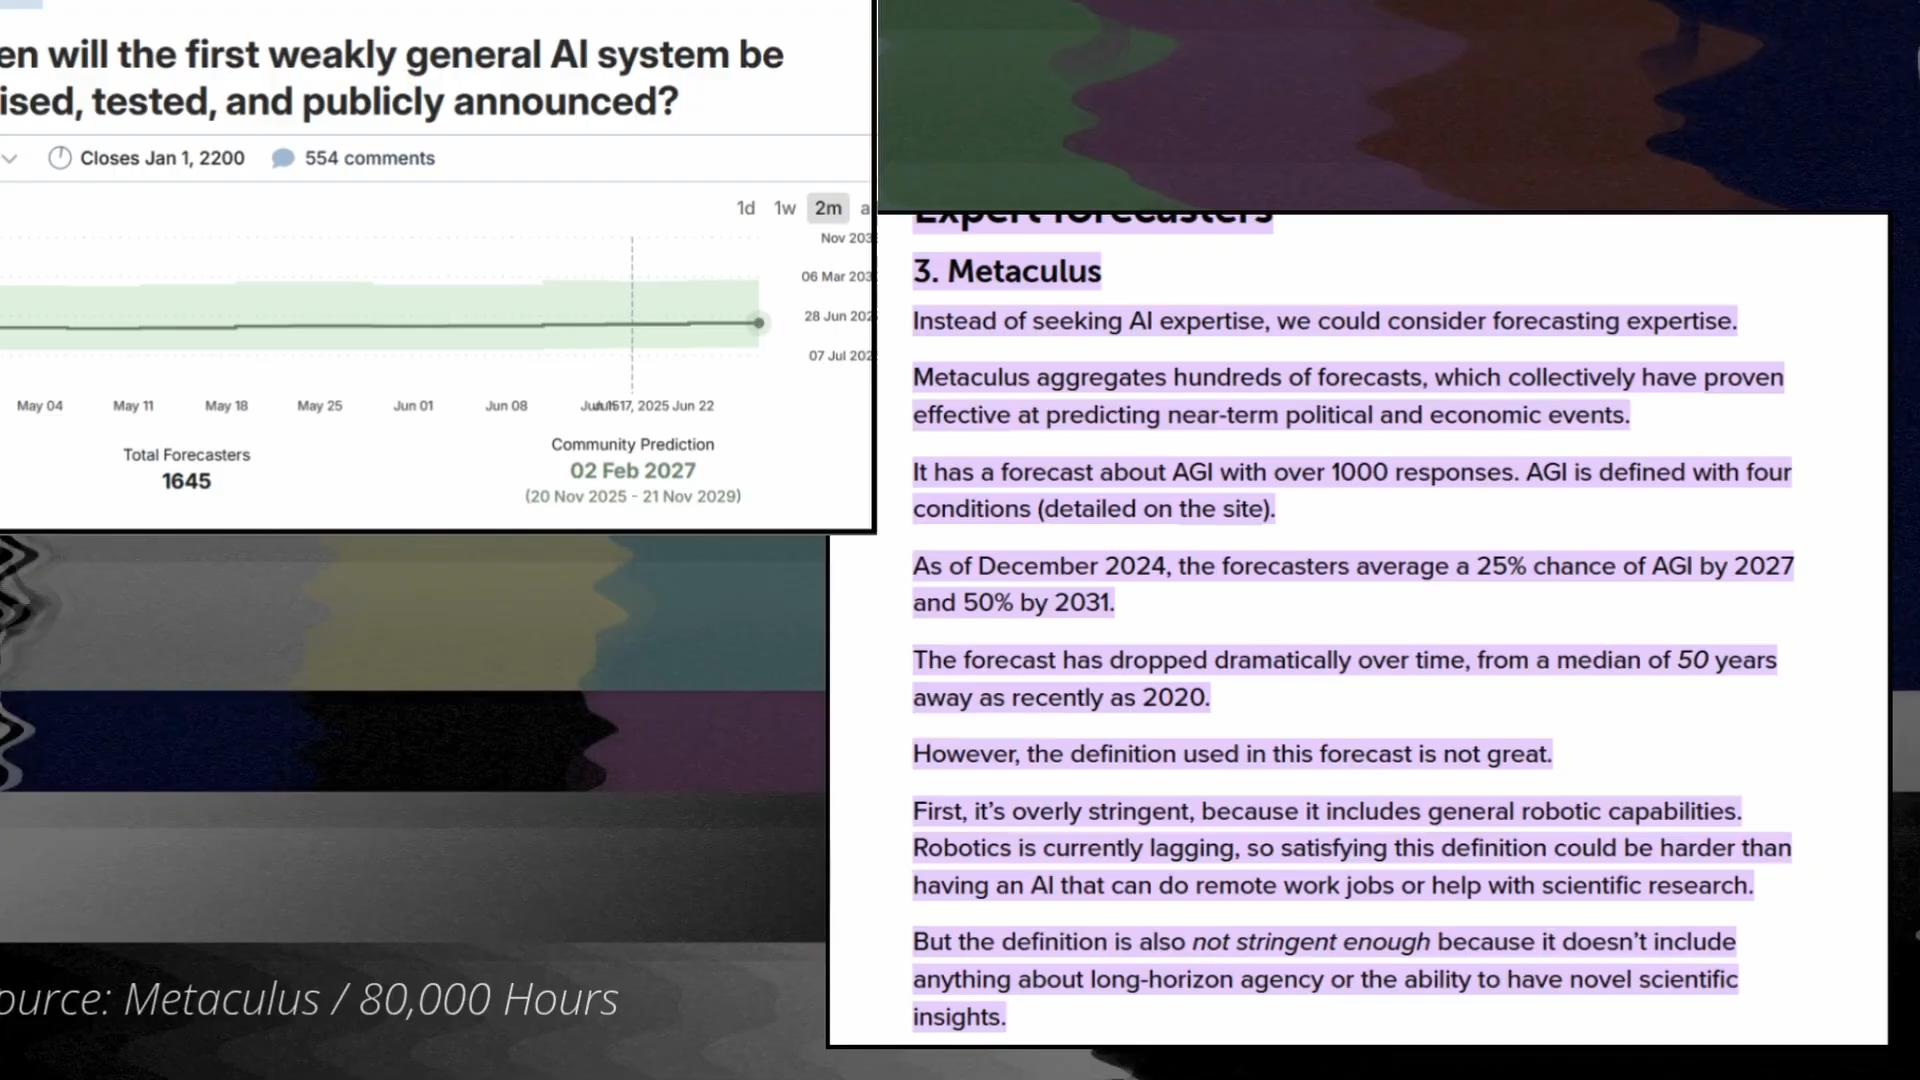 en will the first weakly general AI system be
ised, tested, and publicly announced?
Closes Jan 1, 2200 554 comments
1d 1w 2m a
Nov 203
06 Mar 203
28 Jun 202
07 Jul 202
May 04 May 11 May 18 May 25 Jun 01 Jun 08 17, 2025 Jun 22
Total Forecasters
1645
Community Prediction
02 Feb 2027
(20 Nov 2025 - 21 Nov 2029)
Expert forecasters
3. Metaculus
Instead of seeking AI expertise, we could consider forecasting expertise.
Metaculus aggregates hundreds of forecasts, which collectively have proven
effective at predicting near-term political and economic events.
It has a forecast about AGI with over 1000 responses. AGI is defined with four
conditions (detailed on the site).
As of December 2024, the forecasters average a 25% chance of AGI by 2027
and 50% by 2031.
The forecast has dropped dramatically over time, from a median of 50 years
away as recently as 2020.
However, the definition used in this forecast is not great.
First, it's overly stringent, because it includes general robotic capabilities.
Robotics is currently lagging, so satisfying this definition could be harder than
having an AI that can do remote work jobs or help with scientific research.
But the definition is also not stringent enough because it doesn't include
anything about long-horizon agency or the ability to have novel scientific
insights.
ource: Metaculus / 80,000 Hours